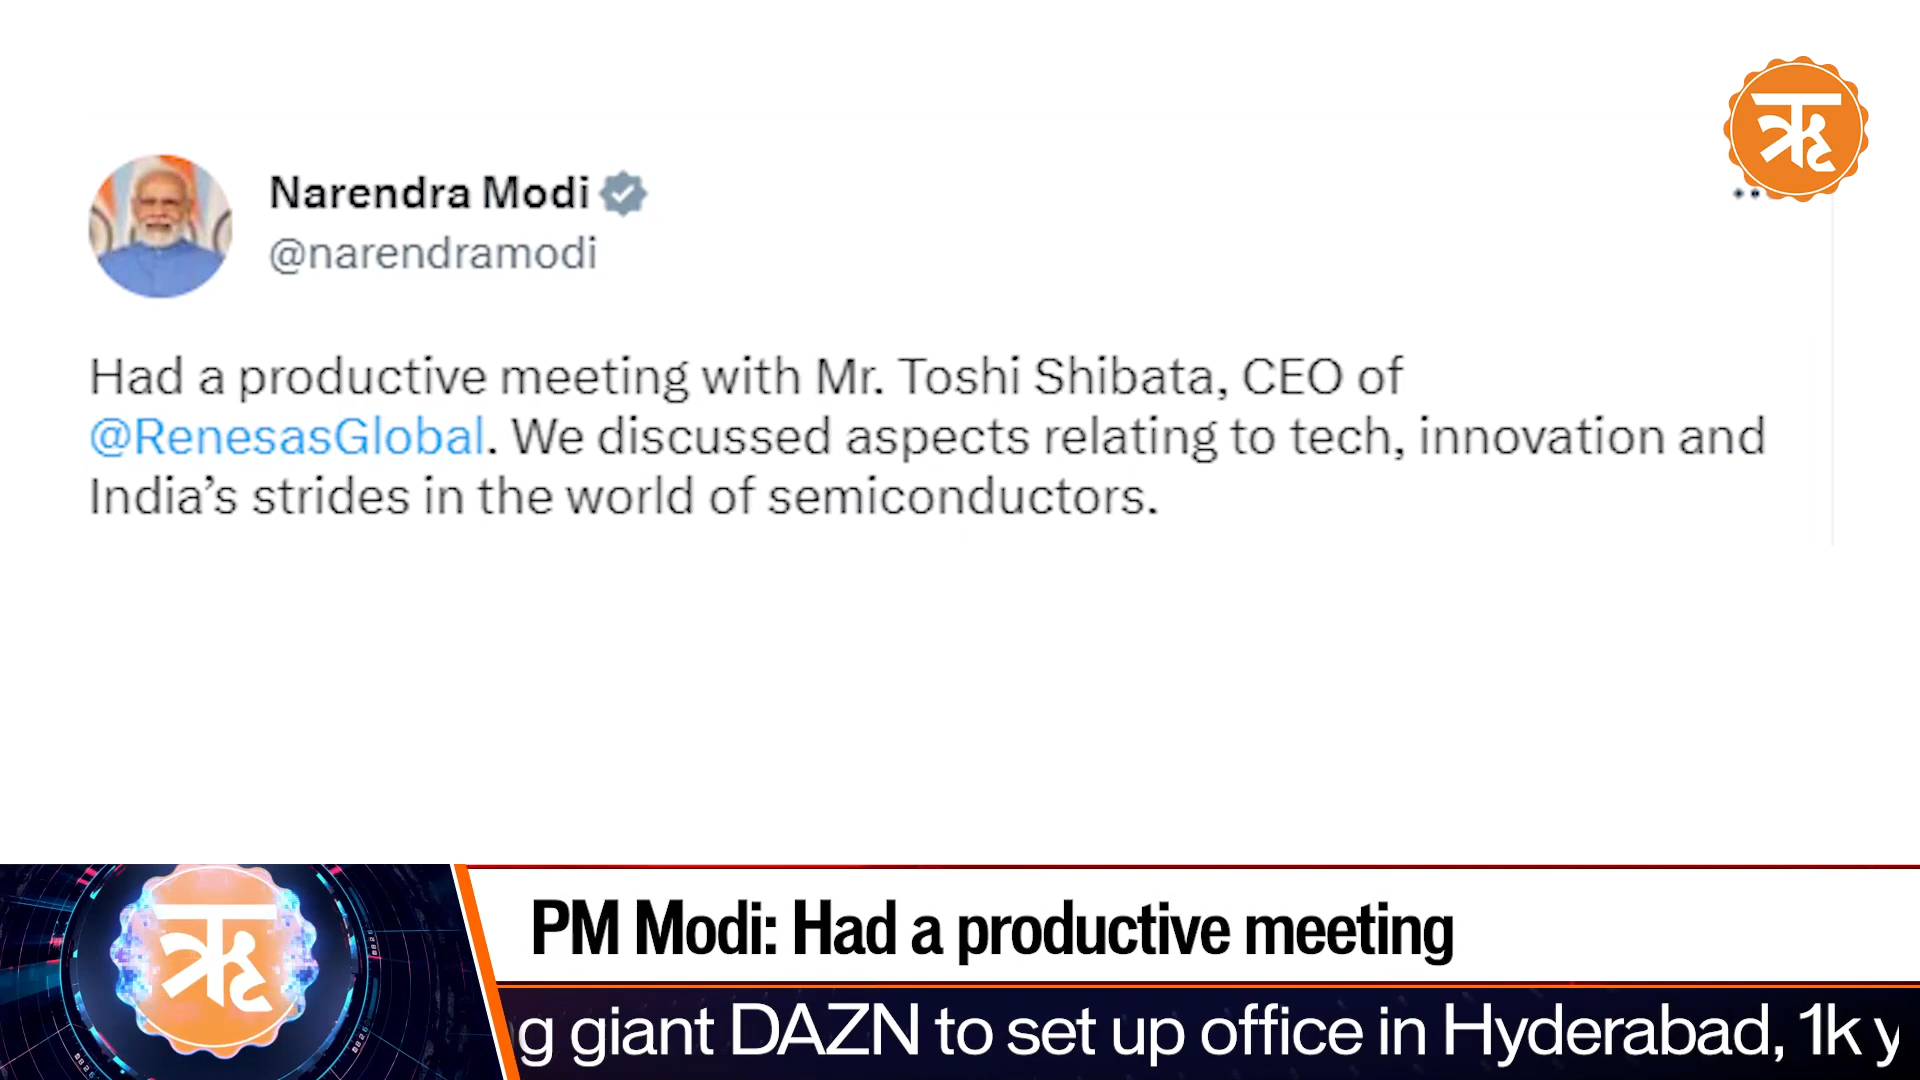 ऋ
Narendra Modi
@narendramodi
Had a productive meeting with Mr. Toshi Shibata, CEO of
@RenesasGlobal. We discussed aspects relating to tech, innovation and
India’s strides in the world of semiconductors.
ऋ
PM Modi: Had a productive meeting
g giant DAZN to set up office in Hyderabad, 1k y